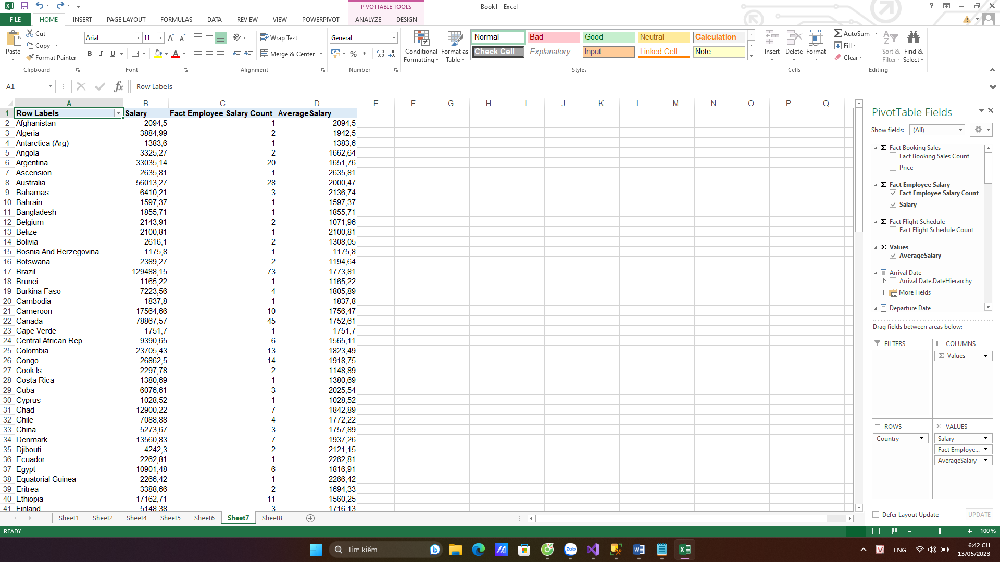 PIVOTTABLE TOOLS
Book1 - Excel
FILE HOME INSERT PAGE LAYOUT FORMULAS DATA REVIEW VIEW POWERPIVOT ANALYZE DESIGN
Paste
Cut
Copy
Format Painter
Clipboard
Arial 11
B I U
Font
Wrap Text
Merge & Center
Alignment
General
%
Number
Conditional Formatting
Format as Table
Normal Bad Good Neutral Calculation
Check Cell Explanatory... Input Linked Cell Note
Styles
Insert Delete Format
Cells
AutoSum
Fill
Clear
Sort & Filter
Find & Select
Editing
A1 fx Row Labels
A B C D E F G H I J K L M N O P Q
1 Row Labels Salary Fact Employee Salary Count AverageSalary
2 Afghanistan 2094,5 1 2094,5
3 Algeria 3884,99 2 1942,5
4 Antarctica (Arg) 1383,6 1 1383,6
5 Angola 3325,27 2 1662,64
6 Argentina 33035,14 20 1651,76
7 Ascension 2635,81 1 2635,81
8 Australia 56013,27 28 2000,47
9 Bahamas 6410,21 3 2136,74
10 Bahrain 1597,37 1 1597,37
11 Bangladesh 1855,71 1 1855,71
12 Belgium 2143,91 2 1071,96
13 Belize 2100,81 1 2100,81
14 Bolivia 2616,1 2 1308,05
15 Bosnia And Herzegovina 1175,8 1 1175,8
16 Botswana 2389,27 2 1194,64
17 Brazil 129488,15 73 1773,81
18 Brunei 1165,22 1 1165,22
19 Burkina Faso 7223,56 4 1805,89
20 Cambodia 1837,8 1 1837,8
21 Cameroon 17564,66 10 1756,47
22 Canada 78867,57 45 1752,61
23 Cape Verde 1751,7 1 1751,7
24 Central African Rep 9390,65 6 1565,11
25 Colombia 23705,43 13 1823,49
26 Congo 26862,5 14 1918,75
27 Cook Is 2297,78 2 1148,89
28 Costa Rica 1380,69 1 1380,69
29 Cuba 6076,61 3 2025,54
30 Cyprus 1028,52 1 1028,52
31 Chad 12900,22 7 1842,89
32 Chile 7088,88 4 1772,22
33 China 5273,67 3 1757,89
34 Denmark 13560,83 7 1937,26
35 Djibouti 4242,3 2 2121,15
36 Ecuador 2262,81 1 2262,81
37 Egypt 10901,48 6 1816,91
38 Equatorial Guinea 2266,42 1 2266,42
39 Eritrea 3388,66 2 1694,33
40 Ethiopia 17162,71 11 1560,25
41 Finland 5148,38 3 1716,13
PivotTable Fields
Show fields: (All)
Σ Fact Booking Sales
Fact Booking Sales Count
Price
Σ Fact Employee Salary
Fact Employee Salary Count
Salary
Σ Fact Flight Schedule
Fact Flight Schedule Count
Σ Values
AverageSalary
Arrival Date
Arrival Date.DateHierarchy
More Fields
Departure Date
Drag fields between areas below:
FILTERS
COLUMNS
Σ Values
ROWS
Country
Σ VALUES
Salary
Fact Employe...
AverageSalary
Defer Layout Update UPDATE
Sheet1 Sheet2 Sheet4 Sheet5 Sheet6 Sheet7 Sheet8
READY
100 %
Tìm kiếm
Zalo
ENG
6:42 CH
13/05/2023